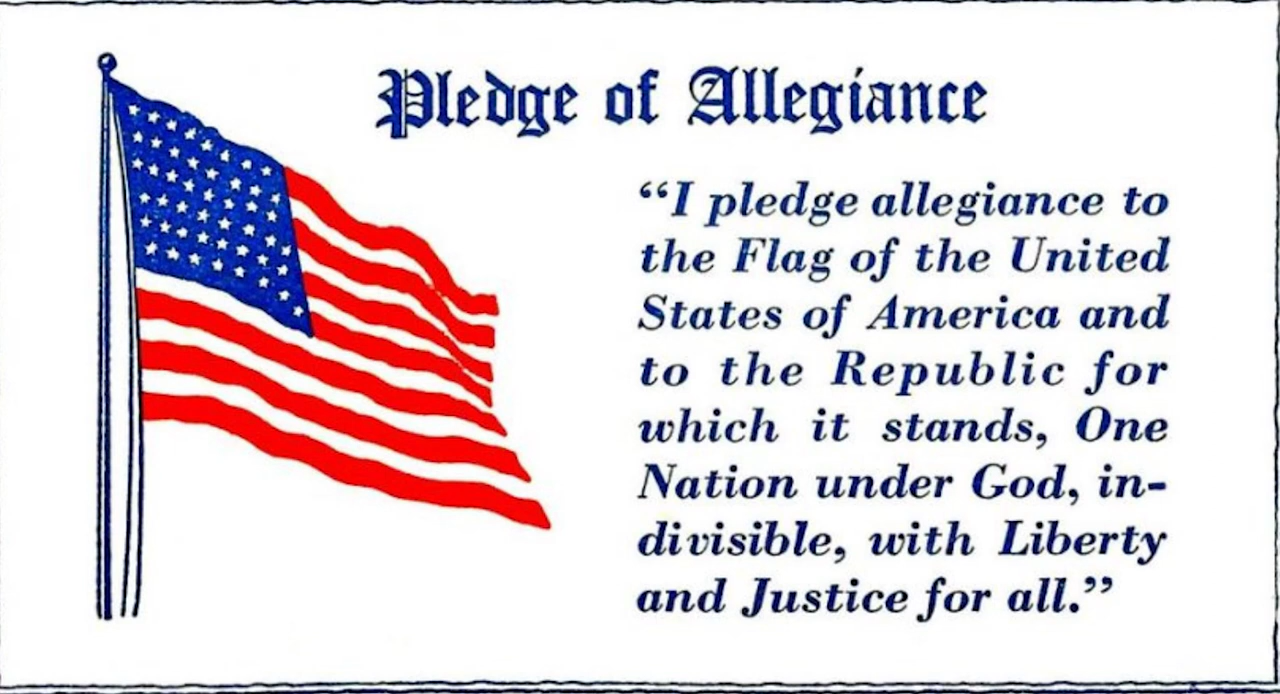 Pledge of Allegiance
“I pledge allegiance to
the Flag of the United
States of America and
to the Republic for
which it stands, One
Nation under God, in-
divisible, with Liberty
and Justice for all.”